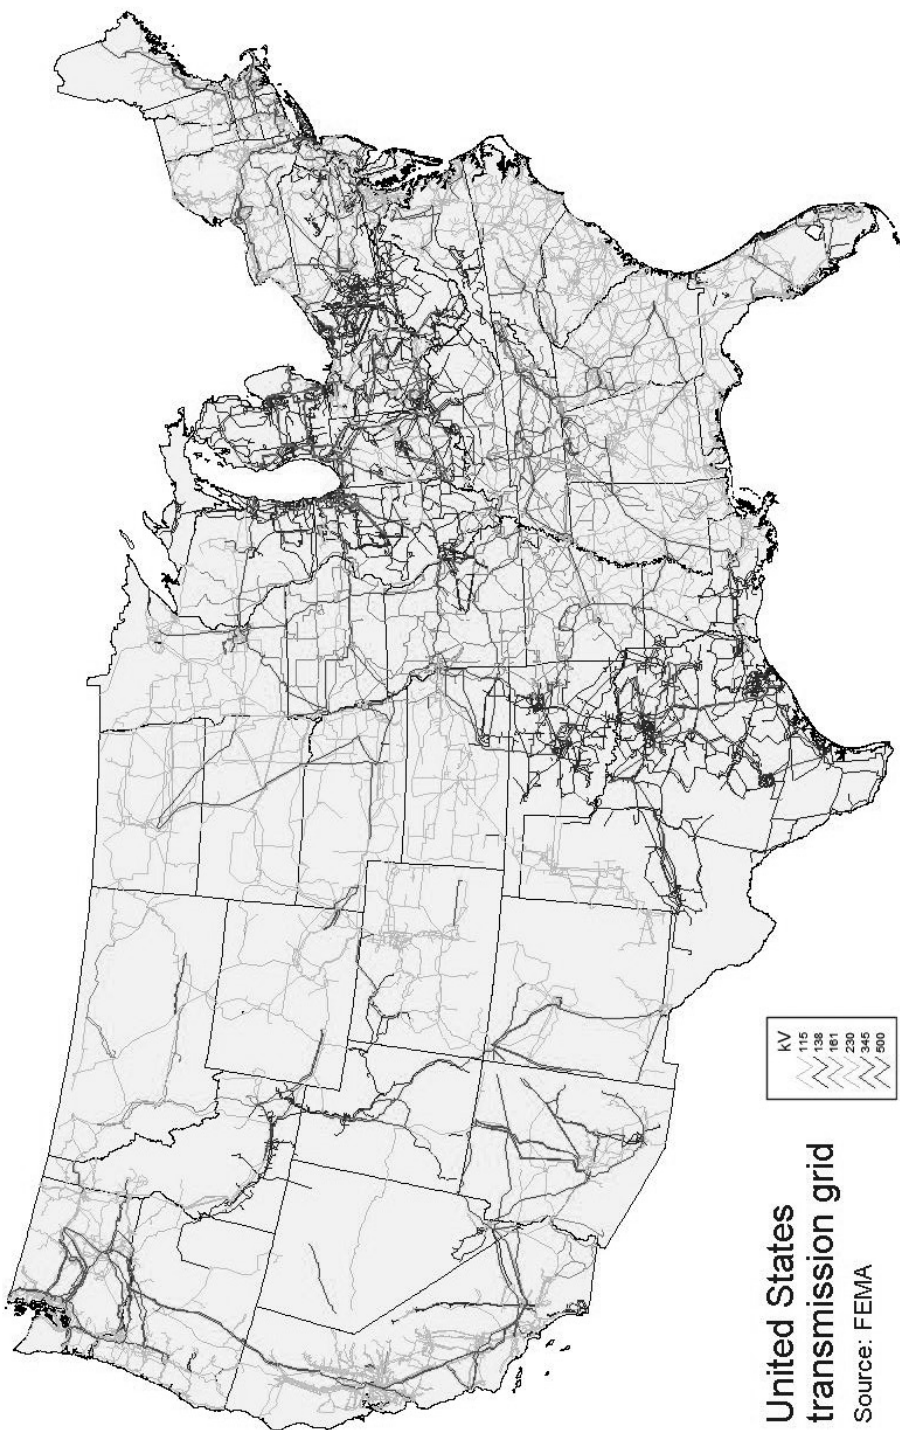 United States
transmission grid
Source: FEMA
kV
115
138
161
230
345
500